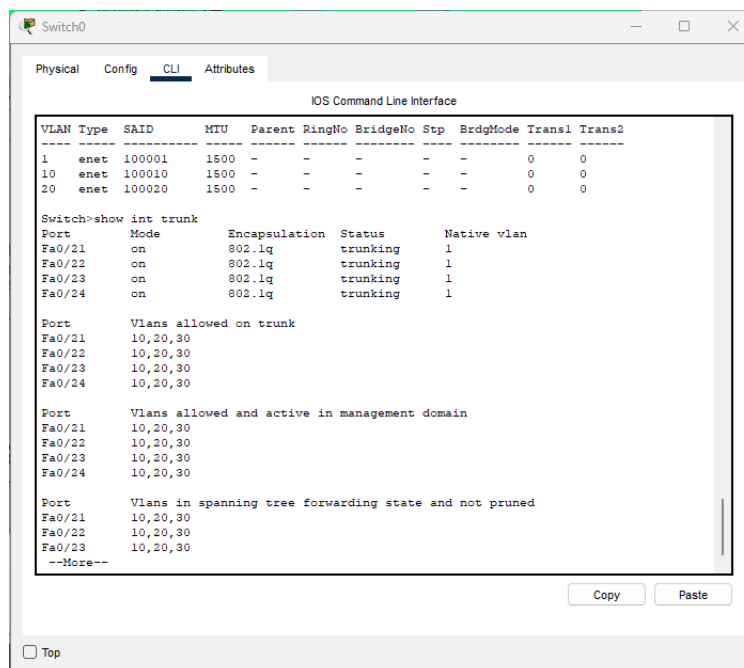 Switch0
Physical Config CLI Attributes
IOS Command Line Interface
VLAN Type SAID MTU Parent RingNo BridgeNo Stp BrdgMode Trans1 Trans2
---- ----- ---------- ----- ------ ------ -------- ---- -------- ------ ------
1 enet 100001 1500 - - - - - 0 0
10 enet 100010 1500 - - - - - 0 0
20 enet 100020 1500 - - - - - 0 0
Switch>show int trunk
Port Mode Encapsulation Status Native vlan
Fa0/21 on 802.1q trunking 1
Fa0/22 on 802.1q trunking 1
Fa0/23 on 802.1q trunking 1
Fa0/24 on 802.1q trunking 1
Port Vlans allowed on trunk
Fa0/21 10,20,30
Fa0/22 10,20,30
Fa0/23 10,20,30
Fa0/24 10,20,30
Port Vlans allowed and active in management domain
Fa0/21 10,20,30
Fa0/22 10,20,30
Fa0/23 10,20,30
Fa0/24 10,20,30
Port Vlans in spanning tree forwarding state and not pruned
Fa0/21 10,20,30
Fa0/22 10,20,30
Fa0/23 10,20,30
--More--
Copy Paste
Top